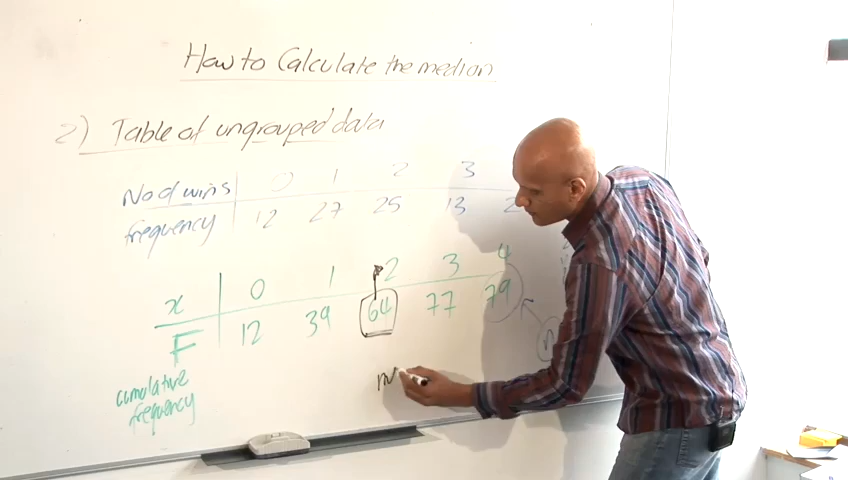 How to Calculate the median
2) Table of ungrouped data
No of wins 0 1 2 3
frequency 12 27 25 13 2
x 0 1 2 3 4
F 12 39 64 77 79
cumulative
frequency
n
m